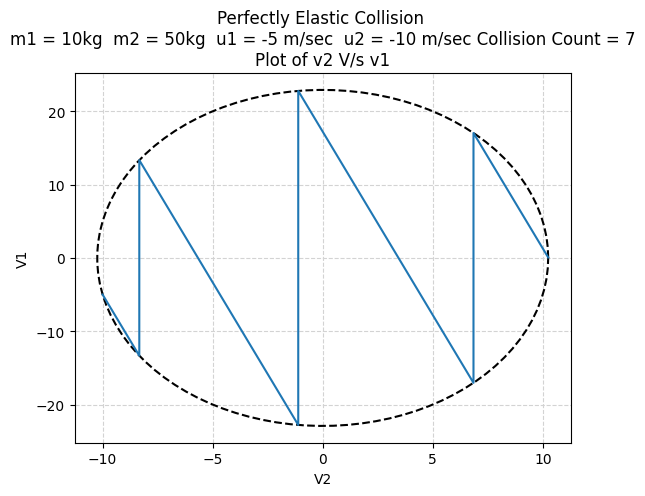 Perfectly Elastic Collision
m1 = 10kg  m2 = 50kg  u1 = -5 m/sec  u2 = -10 m/sec Collision Count = 7
Plot of v2 V/s v1
20
10
0
−10
−20
V1
−10
−5
0
5
10
V2